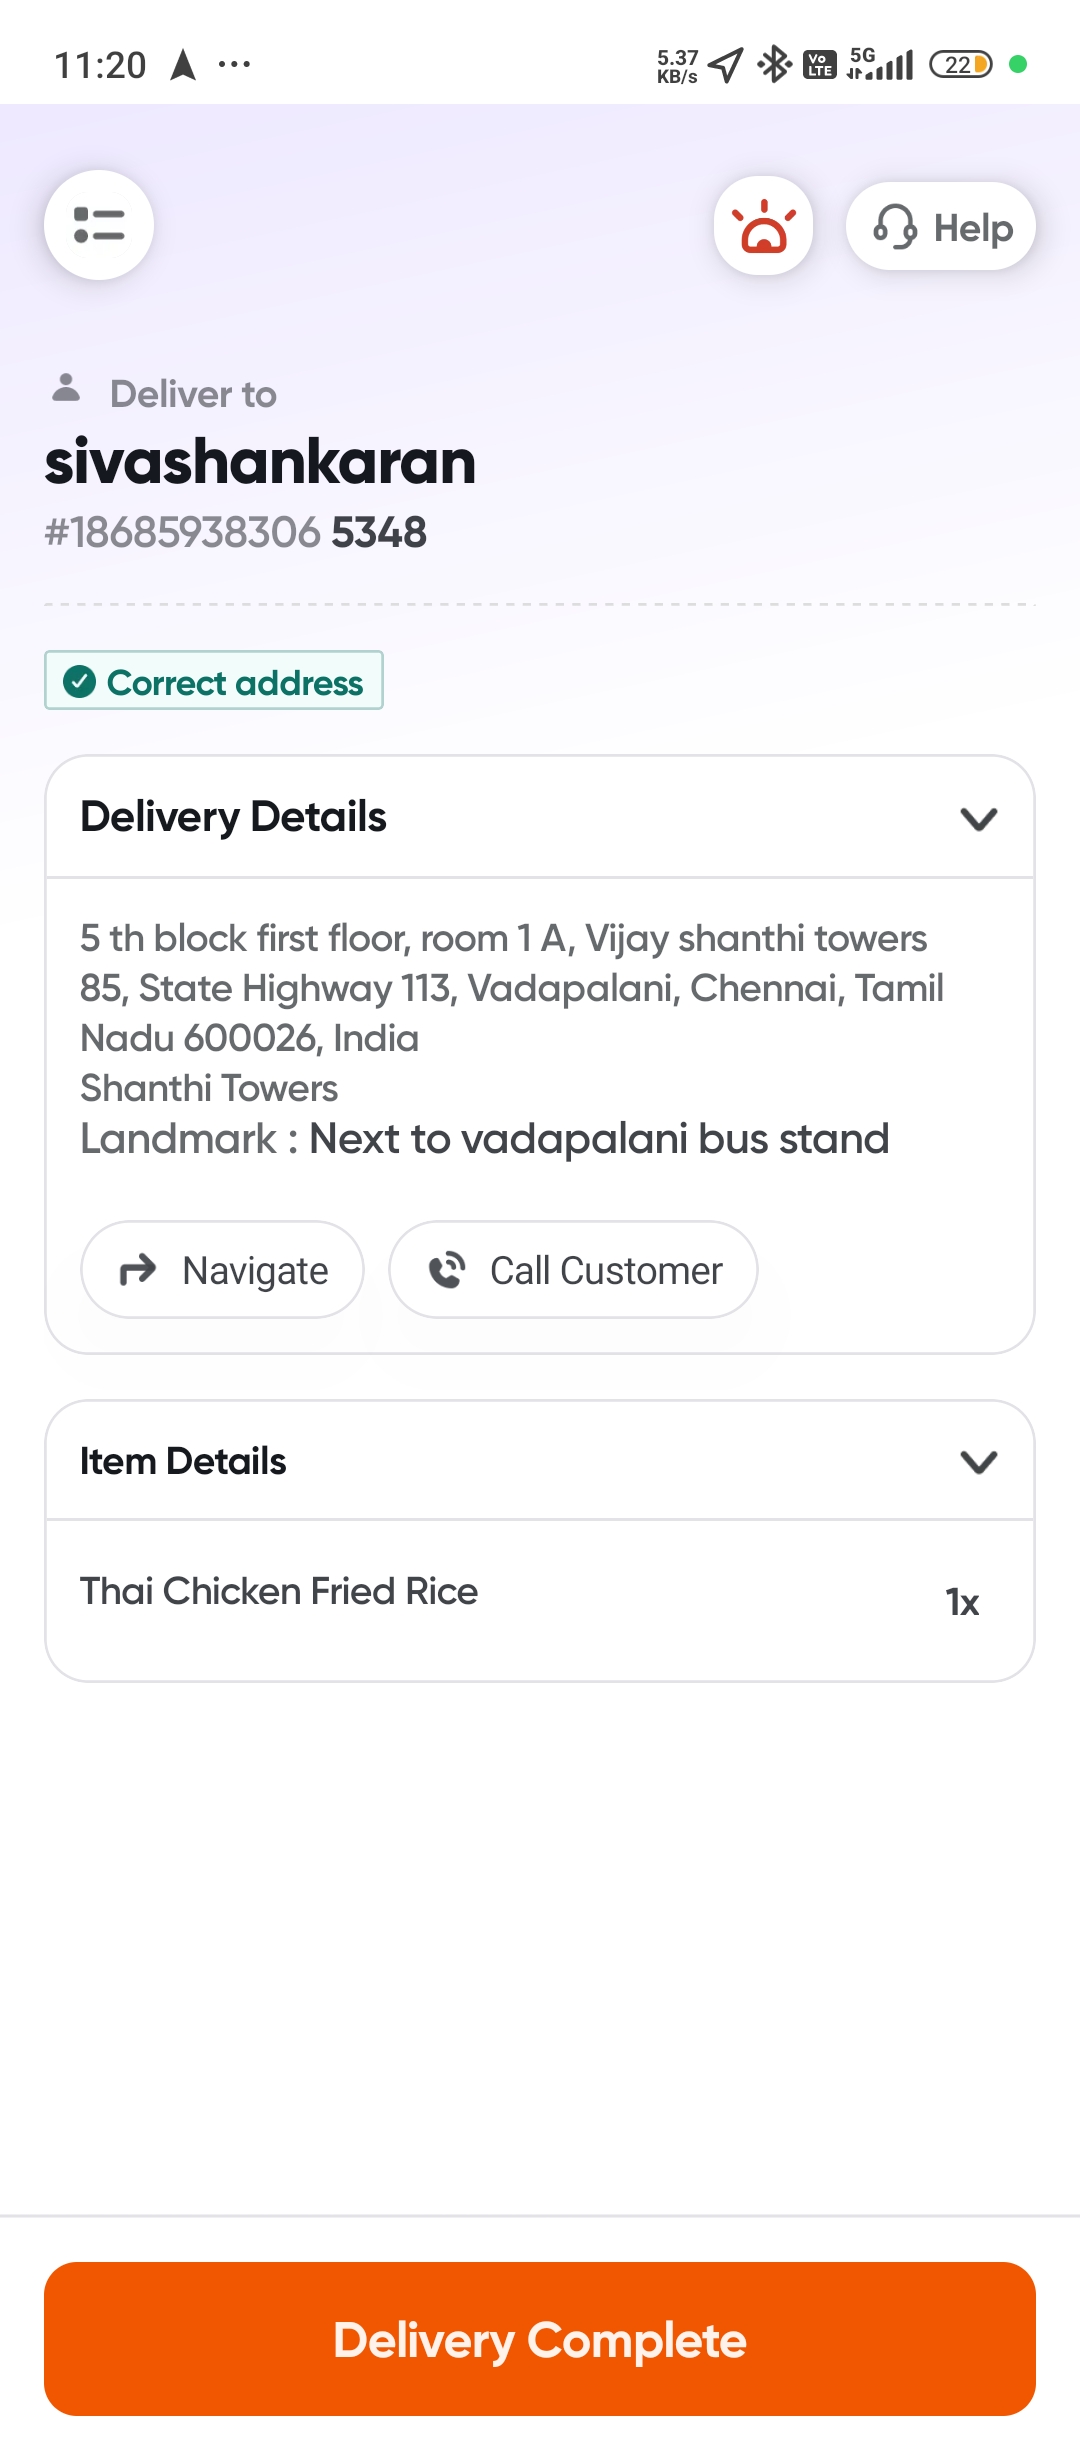 11:20
5.37
KB/s
Vo
LTE
5G
22
Help
Deliver to
sivashankaran
#18685938306 5348
Correct address
Delivery Details
5 th block first floor, room 1 A, Vijay shanthi towers
85, State Highway 113, Vadapalani, Chennai, Tamil
Nadu 600026, India
Shanthi Towers
Landmark : Next to vadapalani bus stand
Navigate
Call Customer
Item Details
Thai Chicken Fried Rice
1x
Delivery Complete